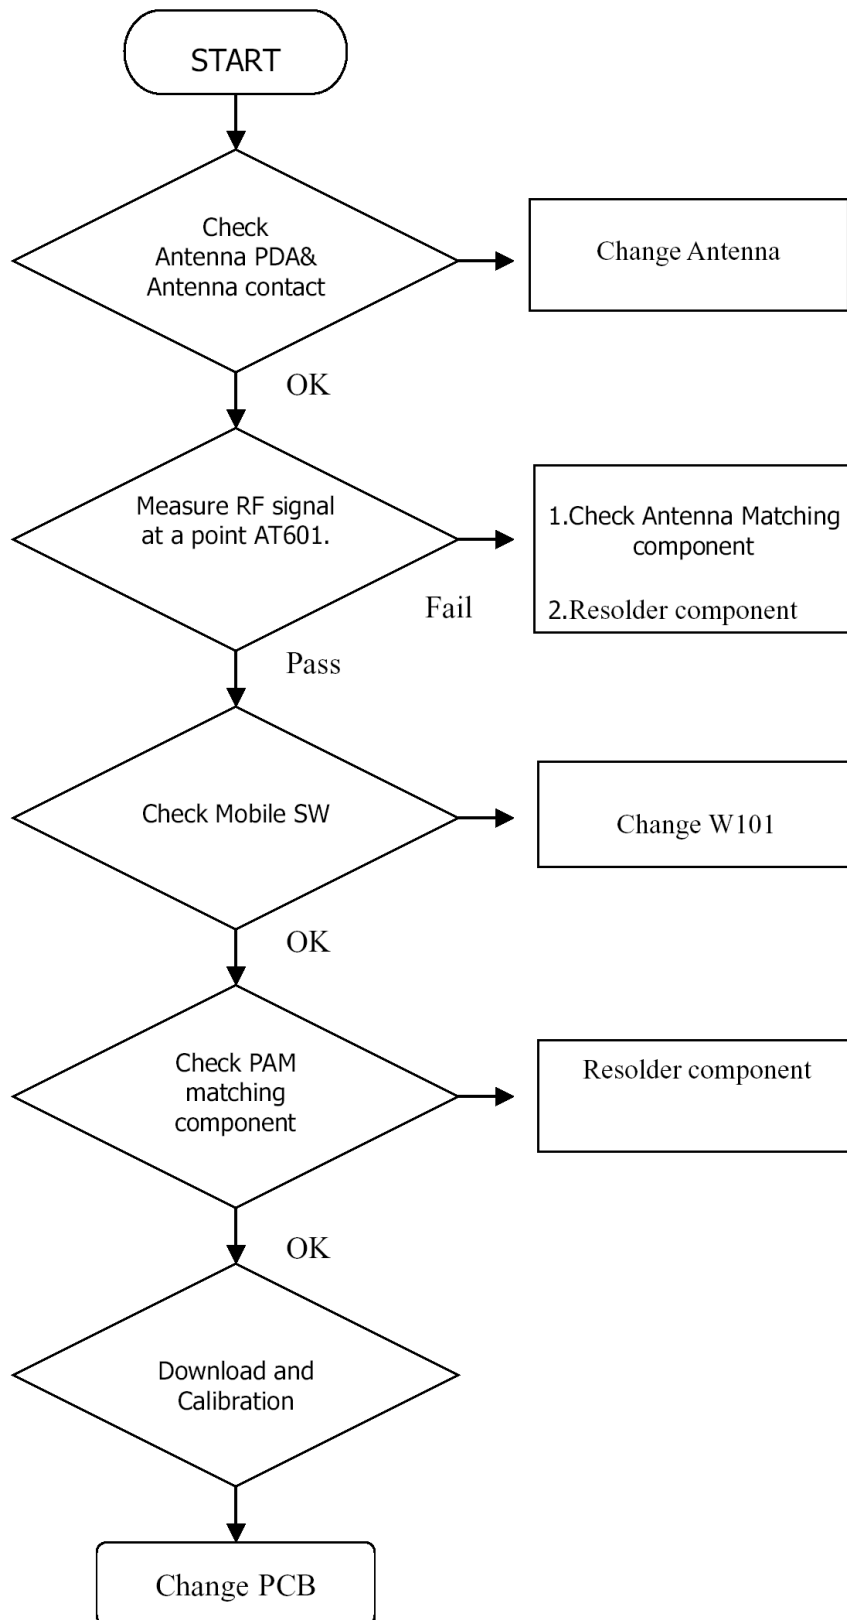 START
Check
Antenna PDA&
Antenna contact
Change Antenna
OK
Measure RF signal
at a point AT601.
1.Check Antenna Matching
component
2.Resolder component
Fail
Pass
Check Mobile SW
Change W101
OK
Check PAM
matching
component
Resolder component
OK
Download and
Calibration
Change PCB